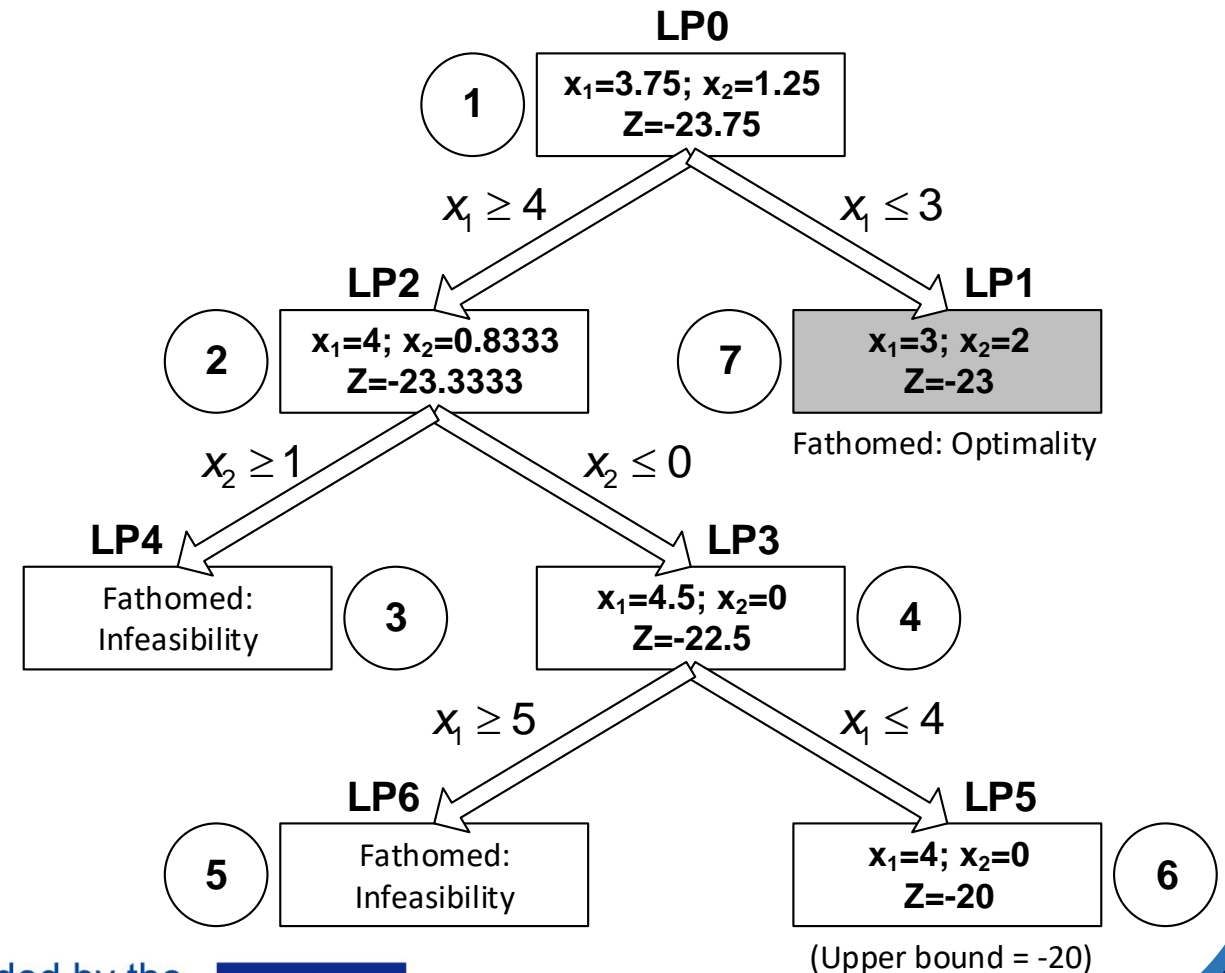 LP0
1
x₁=3.75; x₂=1.25
Z=-23.75
x₁ ≥ 4
x₁ ≤ 3
LP2
LP1
2
x₁=4; x₂=0.8333
Z=-23.3333
7
x₁=3; x₂=2
Z=-23
Fathomed: Optimality
x₂ ≥ 1
x₂ ≤ 0
LP4
LP3
Fathomed:
Infeasibility
3
x₁=4.5; x₂=0
Z=-22.5
4
x₁ ≥ 5
x₁ ≤ 4
LP6
LP5
5
Fathomed:
Infeasibility
x₁=4; x₂=0
Z=-20
6
(Upper bound = -20)
by the